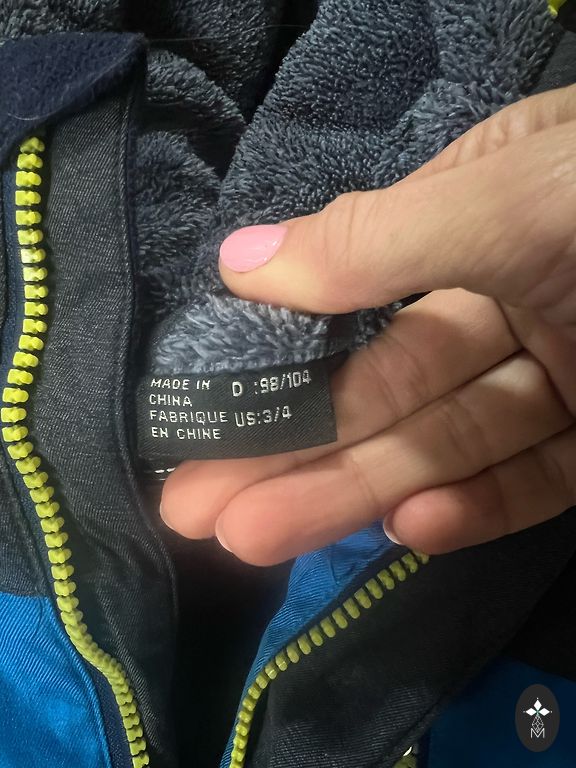 MADE IN
CHINA
FABRIQUE
EN CHINE
D :98/104
US:3/4
M